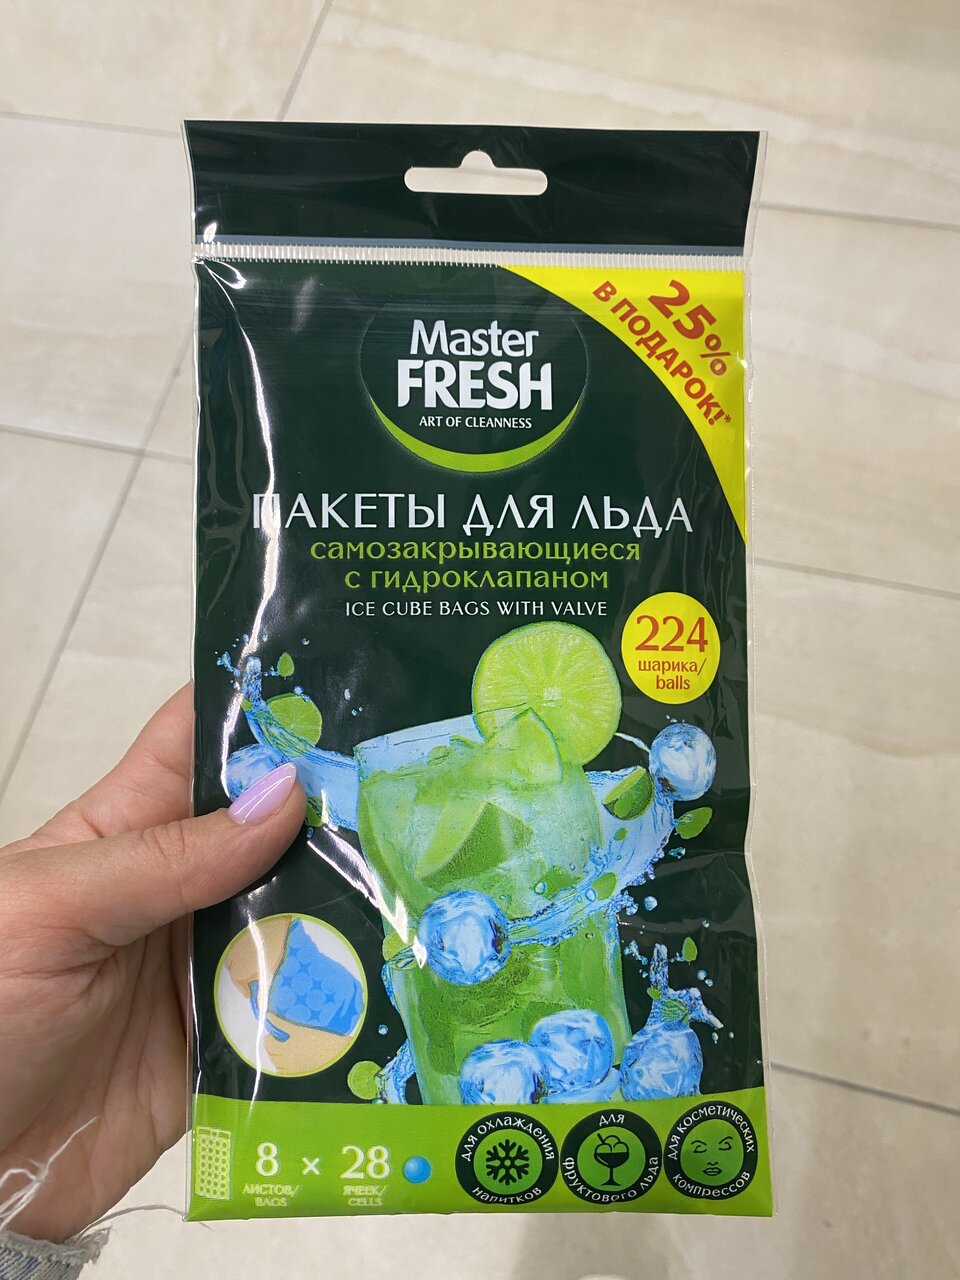 25%
В ПОДАРОК!*
Master
FRESH
ART OF CLEANNESS
ПАКЕТЫ ДЛЯ ЛЬДА
самозакрывающиеся
с гидроклапаном
ICE CUBE BAGS WITH VALVE
224
шарика/
balls
8 × 28
ЛИСТОВ/ ЯЧЕЕК/
BAGS CELLS
для охлаждения
напитков
для
фруктового льда
для косметических
компрессов